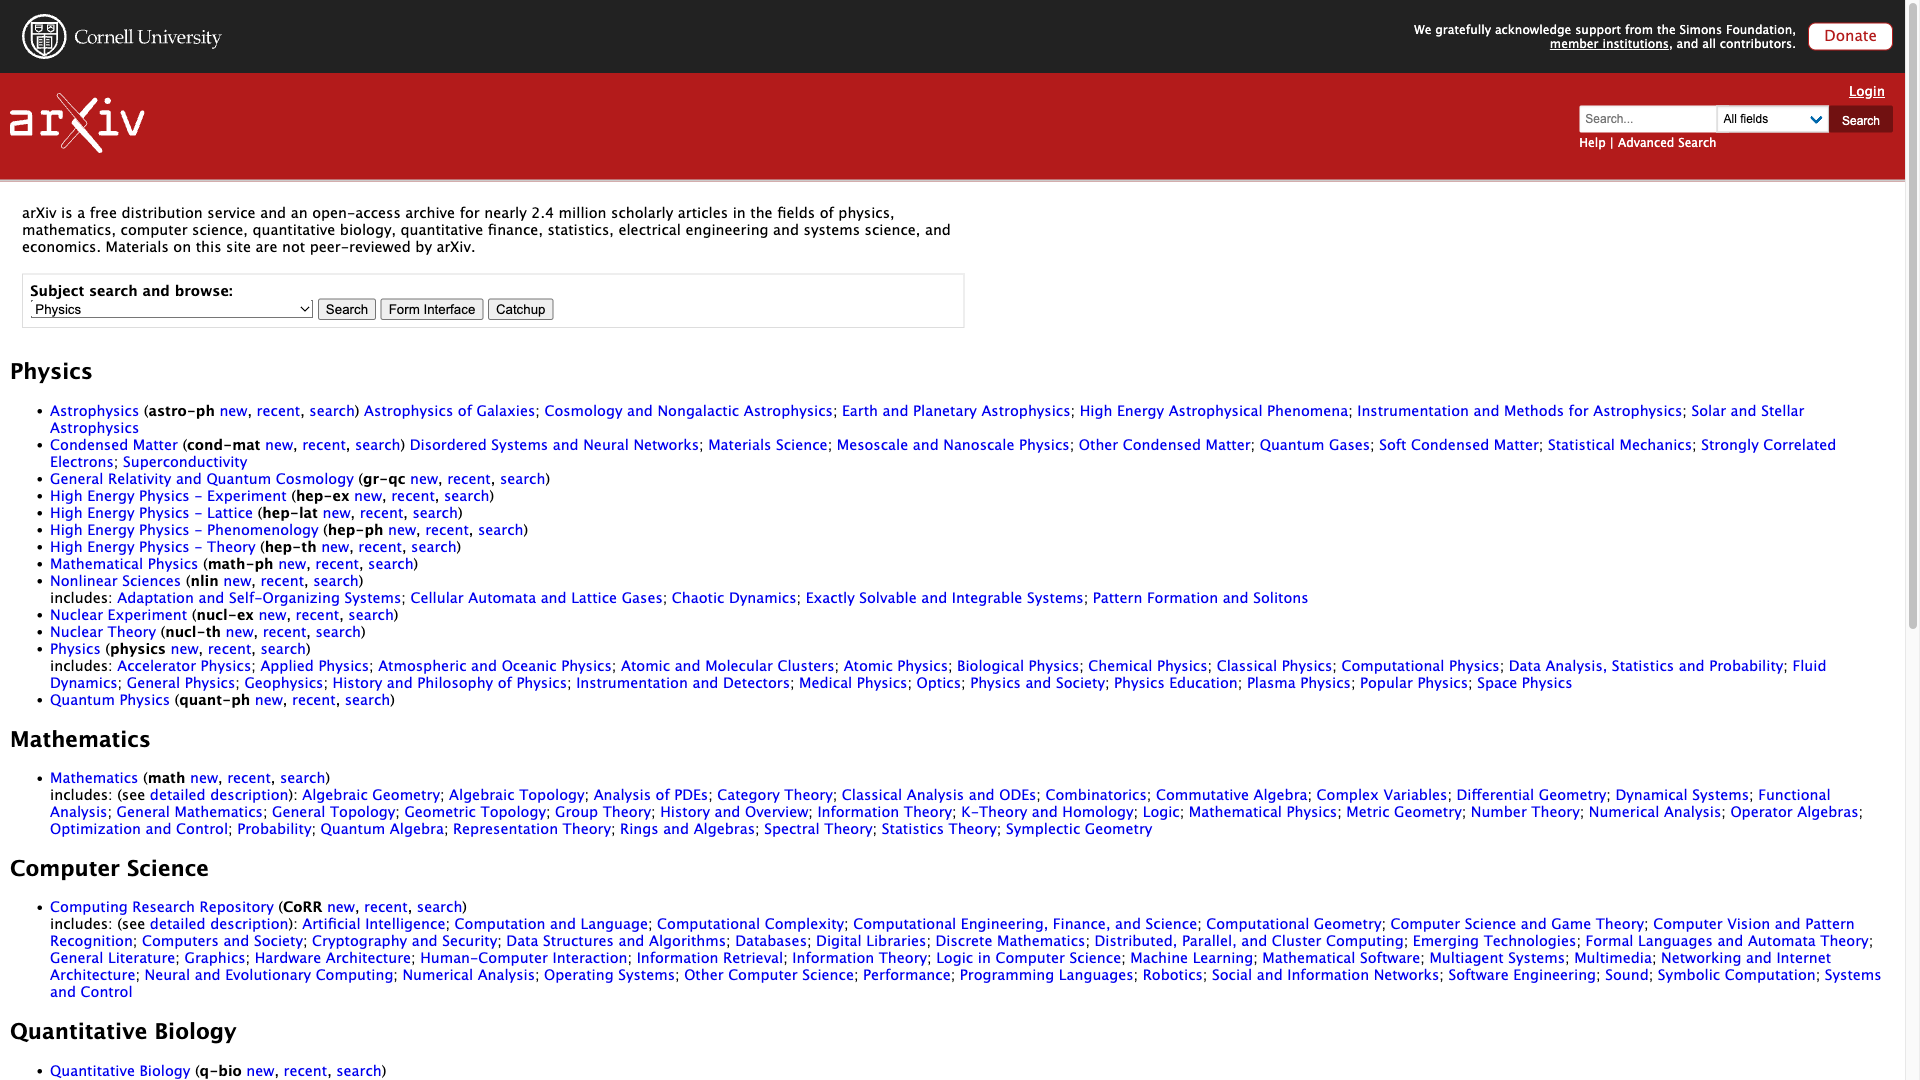 Cornell University
We gratefully acknowledge support from the Simons Foundation,
member institutions, and all contributors.
Donate
arXiv
Login
Search...
All fields
Search
Help | Advanced Search
arXiv is a free distribution service and an open-access archive for nearly 2.4 million scholarly articles in the fields of physics,
mathematics, computer science, quantitative biology, quantitative finance, statistics, electrical engineering and systems science, and
economics. Materials on this site are not peer-reviewed by arXiv.
Subject search and browse:
Physics
Search
Form Interface
Catchup
Physics
• Astrophysics (astro-ph new, recent, search) Astrophysics of Galaxies; Cosmology and Nongalactic Astrophysics; Earth and Planetary Astrophysics; High Energy Astrophysical Phenomena; Instrumentation and Methods for Astrophysics; Solar and Stellar
Astrophysics
• Condensed Matter (cond-mat new, recent, search) Disordered Systems and Neural Networks; Materials Science; Mesoscale and Nanoscale Physics; Other Condensed Matter; Quantum Gases; Soft Condensed Matter; Statistical Mechanics; Strongly Correlated
Electrons; Superconductivity
• General Relativity and Quantum Cosmology (gr-qc new, recent, search)
• High Energy Physics - Experiment (hep-ex new, recent, search)
• High Energy Physics - Lattice (hep-lat new, recent, search)
• High Energy Physics - Phenomenology (hep-ph new, recent, search)
• High Energy Physics - Theory (hep-th new, recent, search)
• Mathematical Physics (math-ph new, recent, search)
• Nonlinear Sciences (nlin new, recent, search)
includes: Adaptation and Self-Organizing Systems; Cellular Automata and Lattice Gases; Chaotic Dynamics; Exactly Solvable and Integrable Systems; Pattern Formation and Solitons
• Nuclear Experiment (nucl-ex new, recent, search)
• Nuclear Theory (nucl-th new, recent, search)
• Physics (physics new, recent, search)
includes: Accelerator Physics; Applied Physics; Atmospheric and Oceanic Physics; Atomic and Molecular Clusters; Atomic Physics; Biological Physics; Chemical Physics; Classical Physics; Computational Physics; Data Analysis, Statistics and Probability; Fluid
Dynamics; General Physics; Geophysics; History and Philosophy of Physics; Instrumentation and Detectors; Medical Physics; Optics; Physics and Society; Physics Education; Plasma Physics; Popular Physics; Space Physics
• Quantum Physics (quant-ph new, recent, search)
Mathematics
• Mathematics (math new, recent, search)
includes: (see detailed description): Algebraic Geometry; Algebraic Topology; Analysis of PDEs; Category Theory; Classical Analysis and ODEs; Combinatorics; Commutative Algebra; Complex Variables; Differential Geometry; Dynamical Systems; Functional
Analysis; General Mathematics; General Topology; Geometric Topology; Group Theory; History and Overview; Information Theory; K-Theory and Homology; Logic; Mathematical Physics; Metric Geometry; Number Theory; Numerical Analysis; Operator Algebras;
Optimization and Control; Probability; Quantum Algebra; Representation Theory; Rings and Algebras; Spectral Theory; Statistics Theory; Symplectic Geometry
Computer Science
• Computing Research Repository (CoRR new, recent, search)
includes: (see detailed description): Artificial Intelligence; Computation and Language; Computational Complexity; Computational Engineering, Finance, and Science; Computational Geometry; Computer Science and Game Theory; Computer Vision and Pattern
Recognition; Computers and Society; Cryptography and Security; Data Structures and Algorithms; Databases; Digital Libraries; Discrete Mathematics; Distributed, Parallel, and Cluster Computing; Emerging Technologies; Formal Languages and Automata Theory;
General Literature; Graphics; Hardware Architecture; Human-Computer Interaction; Information Retrieval; Information Theory; Logic in Computer Science; Machine Learning; Mathematical Software; Multiagent Systems; Multimedia; Networking and Internet
Architecture; Neural and Evolutionary Computing; Numerical Analysis; Operating Systems; Other Computer Science; Performance; Programming Languages; Robotics; Social and Information Networks; Software Engineering; Sound; Symbolic Computation; Systems
and Control
Quantitative Biology
• Quantitative Biology (q-bio new, recent, search)